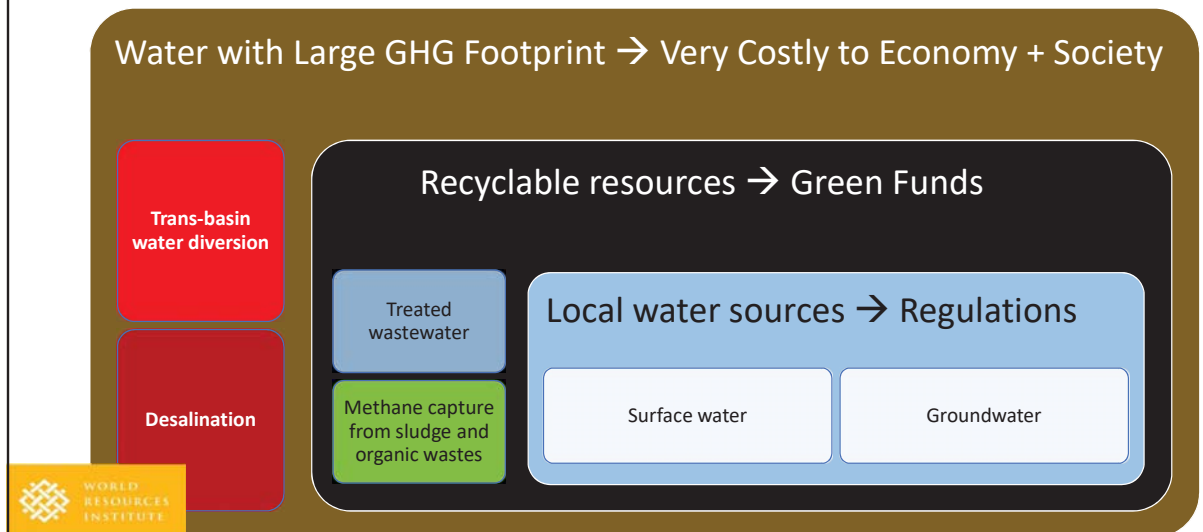 Water with Large GHG Footprint → Very Costly to Economy + Society
Trans-basin
water diversion
Desalination
Recyclable resources → Green Funds
Treated
wastewater
Methane capture
from sludge and
organic wastes
Local water sources → Regulations
Surface water
Groundwater
WORLD
RESOURCES
INSTITUTE